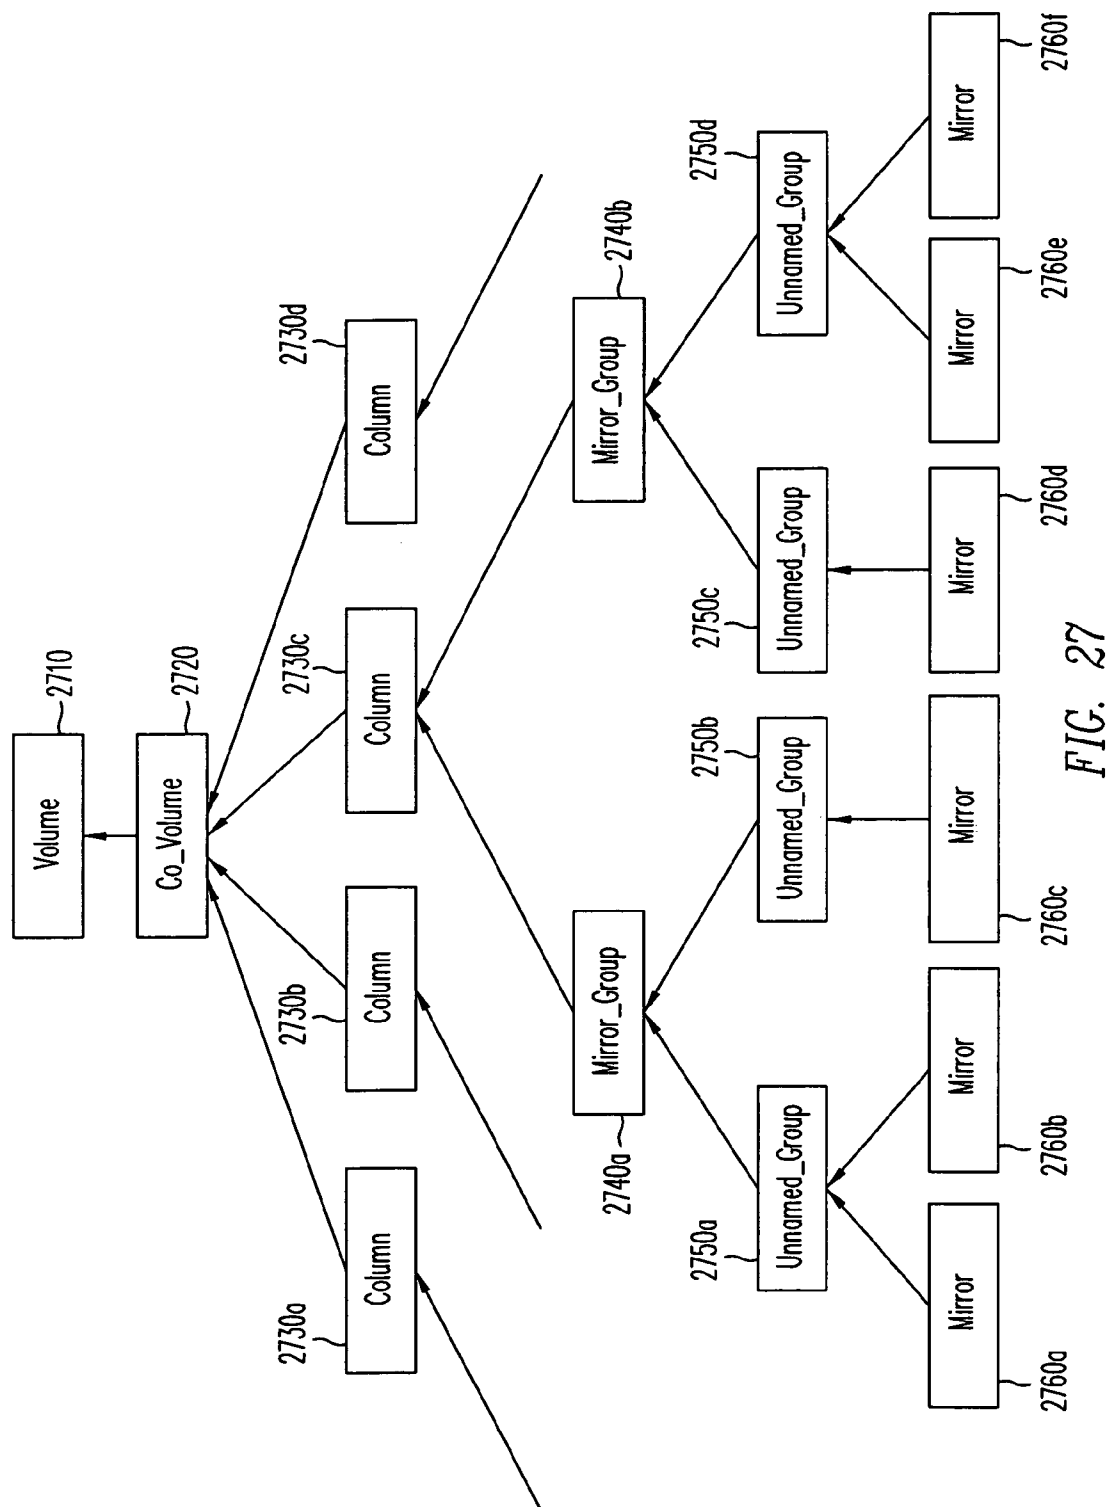 Volume
2710
Co_Volume
2720
2730a
Column
2730b
Column
2730c
Column
2730d
Column
2740a
Mirror_Group
2740b
Mirror_Group
2750a
Unnamed_Group
2750b
Unnamed_Group
2750c
Unnamed_Group
2750d
Unnamed_Group
2760a
Mirror
2760b
Mirror
2760c
Mirror
2760d
Mirror
2760e
Mirror
2760f
Mirror
FIG. 27